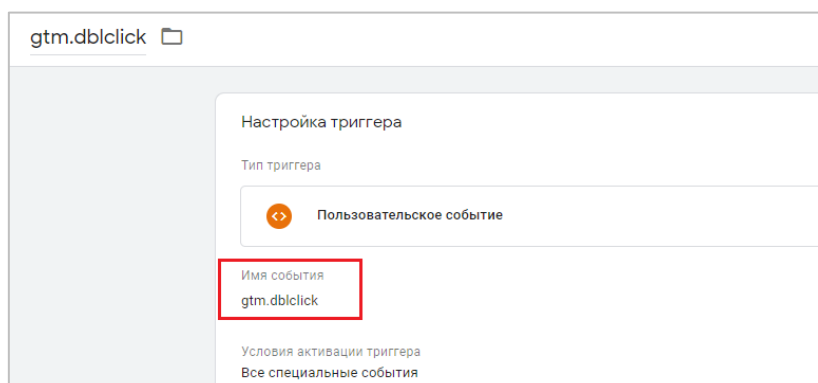 gtm.dblclick
Настройка триггера
Тип триггера
Пользовательское событие
Имя события
gtm.dblclick
Условия активации триггера
Все специальные события